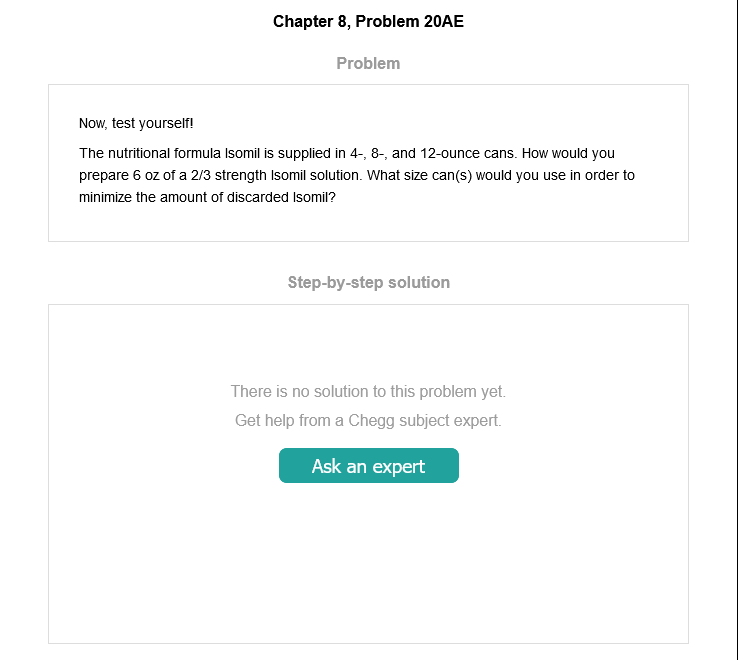 Chapter 8, Problem 20AE
Problem
Now, test yourself!
The nutritional formula Isomil is supplied in 4-, 8-, and 12-ounce cans. How would you
prepare 6 oz of a 2/3 strength Isomil solution. What size can(s) would you use in order to
minimize the amount of discarded Isomil?
Step-by-step solution
There is no solution to this problem yet.
Get help from a Chegg subject expert.
Ask an expert